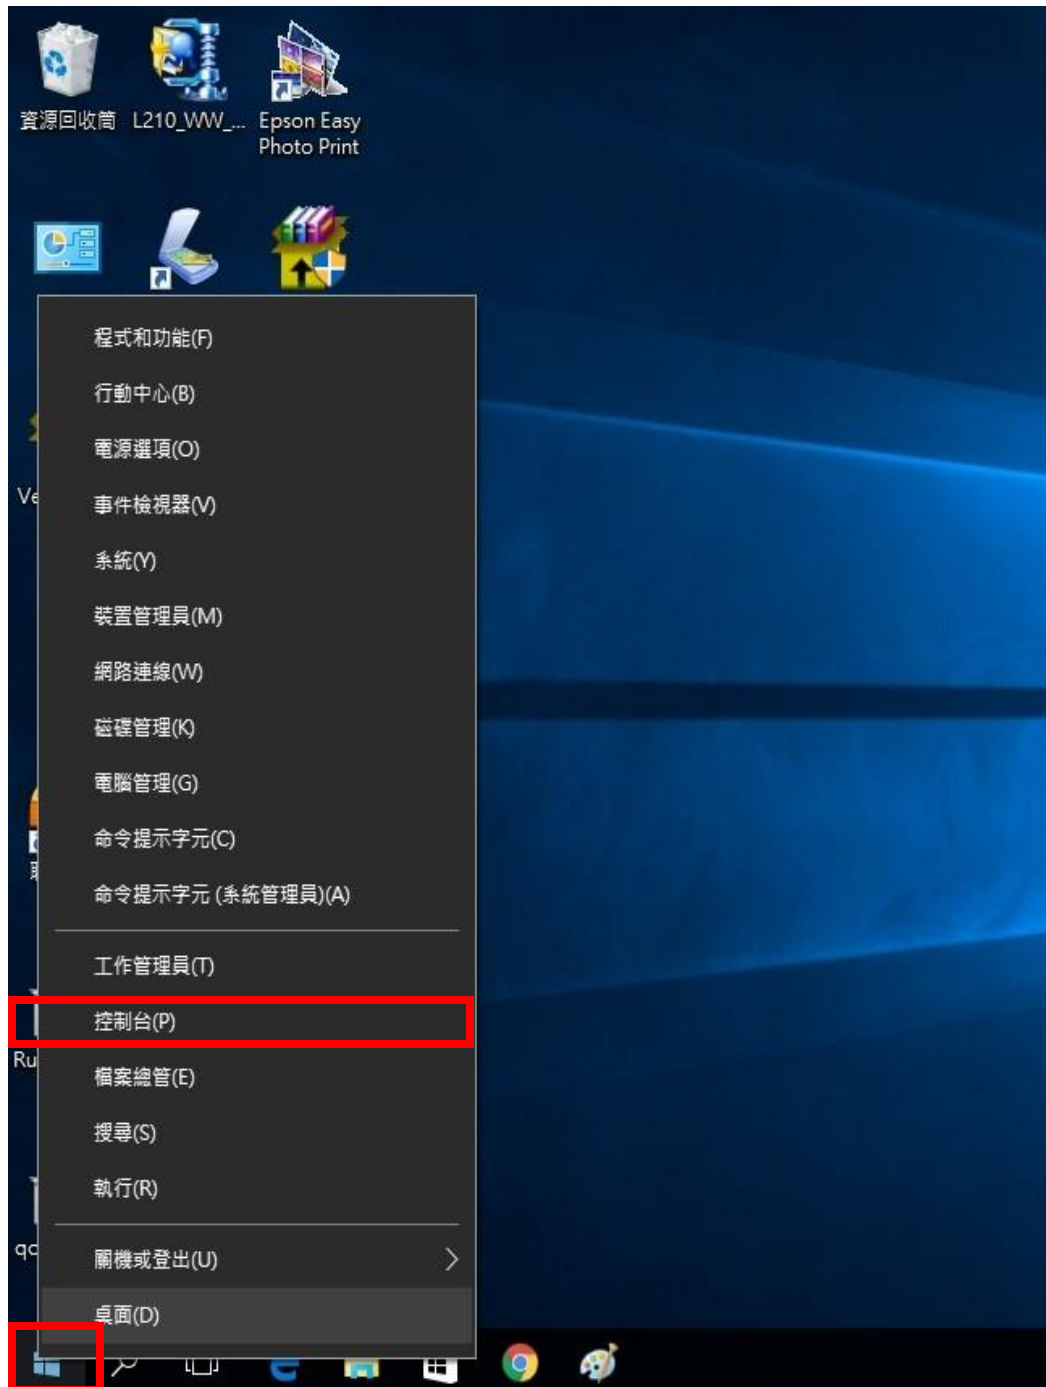 資源回收筒
L210_WW_...
Epson Easy
Photo Print
程式和功能(F)
行動中心(B)
電源選項(O)
Ve
事件檢視器(V)
系統(Y)
裝置管理員(M)
網路連線(W)
磁碟管理(K)
電腦管理(G)
命令提示字元(C)
命令提示字元 (系統管理員)(A)
工作管理員(T)
控制台(P)
Ru
檔案總管(E)
搜尋(S)
執行(R)
qc
關機或登出(U)
桌面(D)